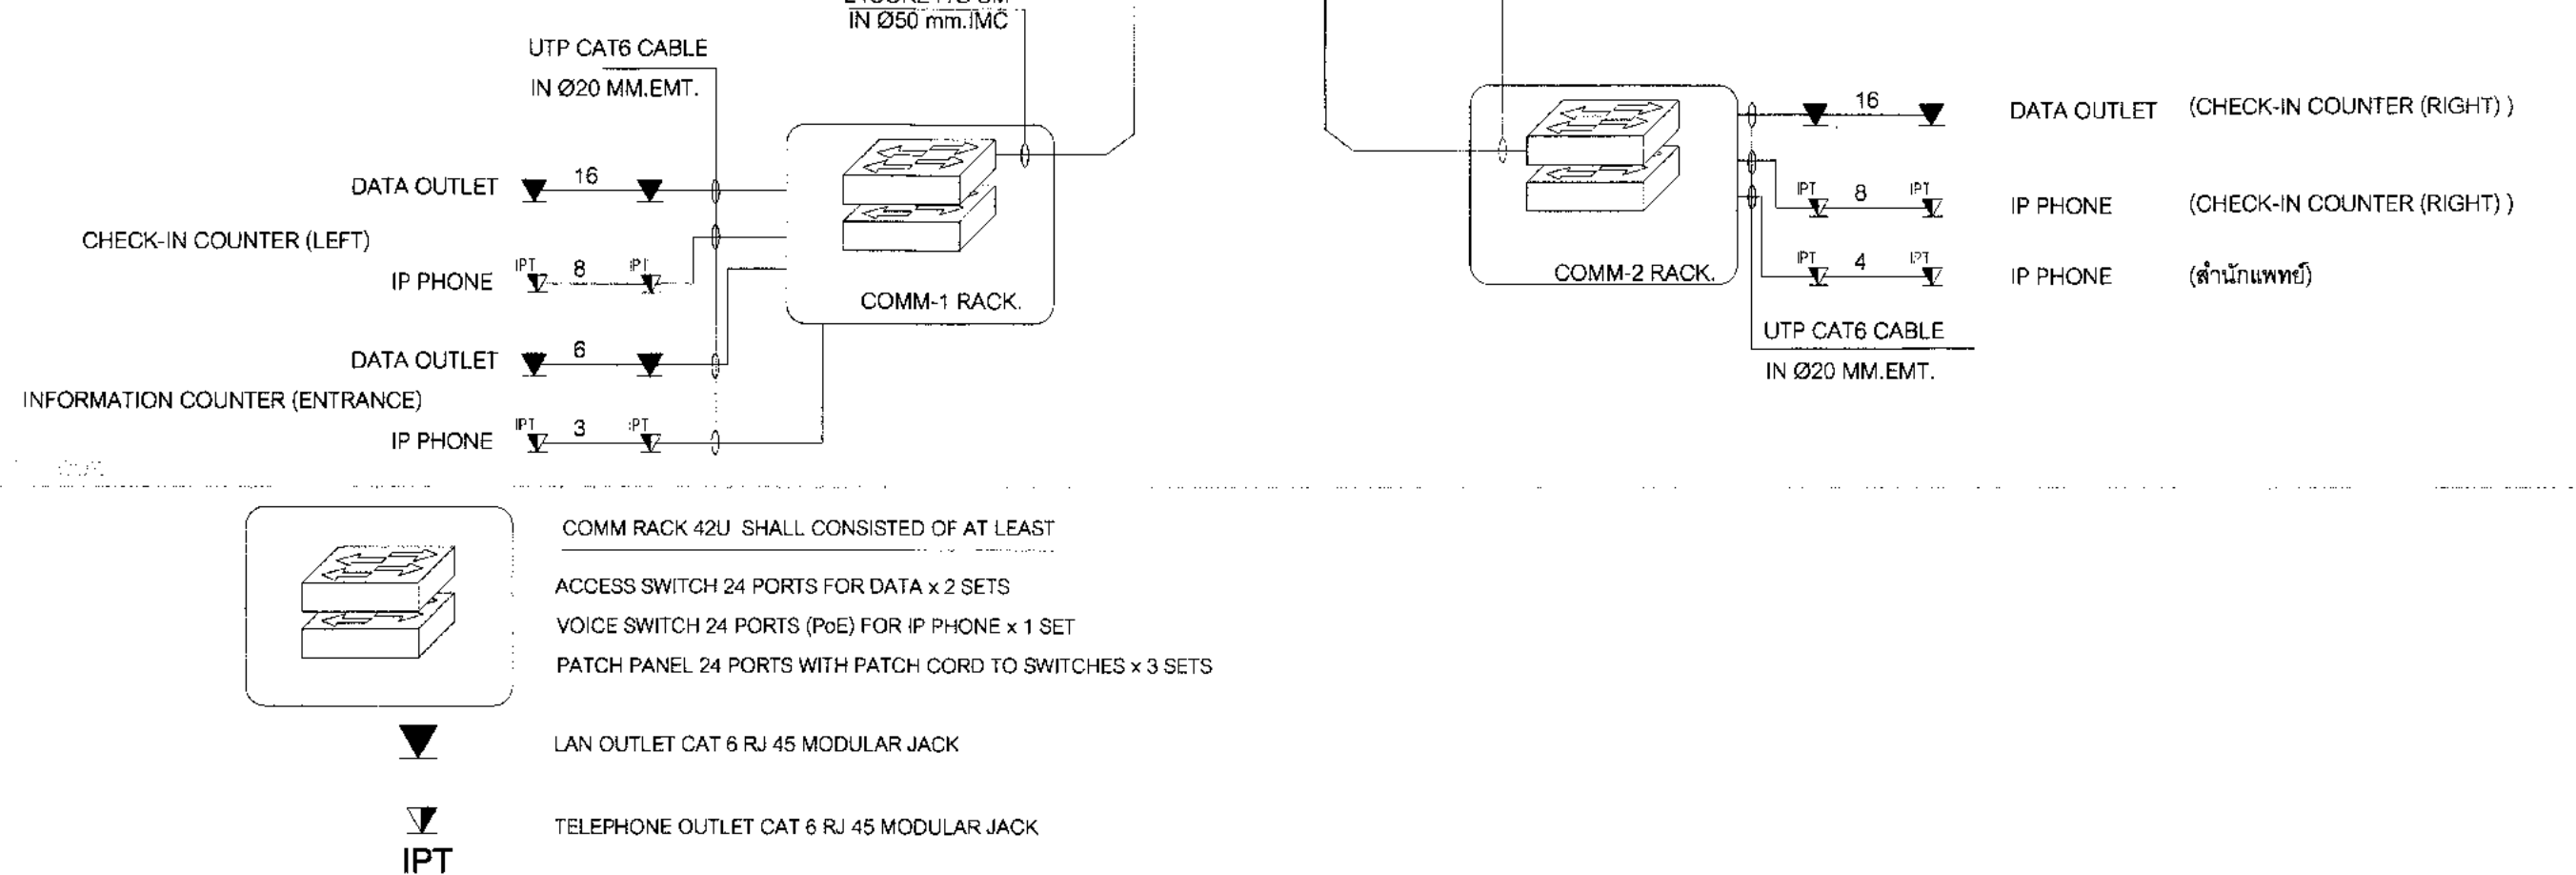 IN Ø50 mm.IMC
UTP CAT6 CABLE
IN Ø20 MM.EMT.
DATA OUTLET 16
CHECK-IN COUNTER (LEFT)
IP PHONE IPT 8 IPT
COMM-1 RACK.
DATA OUTLET 6
INFORMATION COUNTER (ENTRANCE)
IP PHONE IPT 3 IPT
16 DATA OUTLET (CHECK-IN COUNTER (RIGHT) )
IPT 8 IPT IP PHONE (CHECK-IN COUNTER (RIGHT) )
COMM-2 RACK.
IPT 4 IPT IP PHONE (สำนักแพทย์)
UTP CAT6 CABLE
IN Ø20 MM.EMT.
COMM RACK 42U SHALL CONSISTED OF AT LEAST
ACCESS SWITCH 24 PORTS FOR DATA x 2 SETS
VOICE SWITCH 24 PORTS (PoE) FOR IP PHONE x 1 SET
PATCH PANEL 24 PORTS WITH PATCH CORD TO SWITCHES x 3 SETS
LAN OUTLET CAT 6 RJ 45 MODULAR JACK
TELEPHONE OUTLET CAT 6 RJ 45 MODULAR JACK
IPT